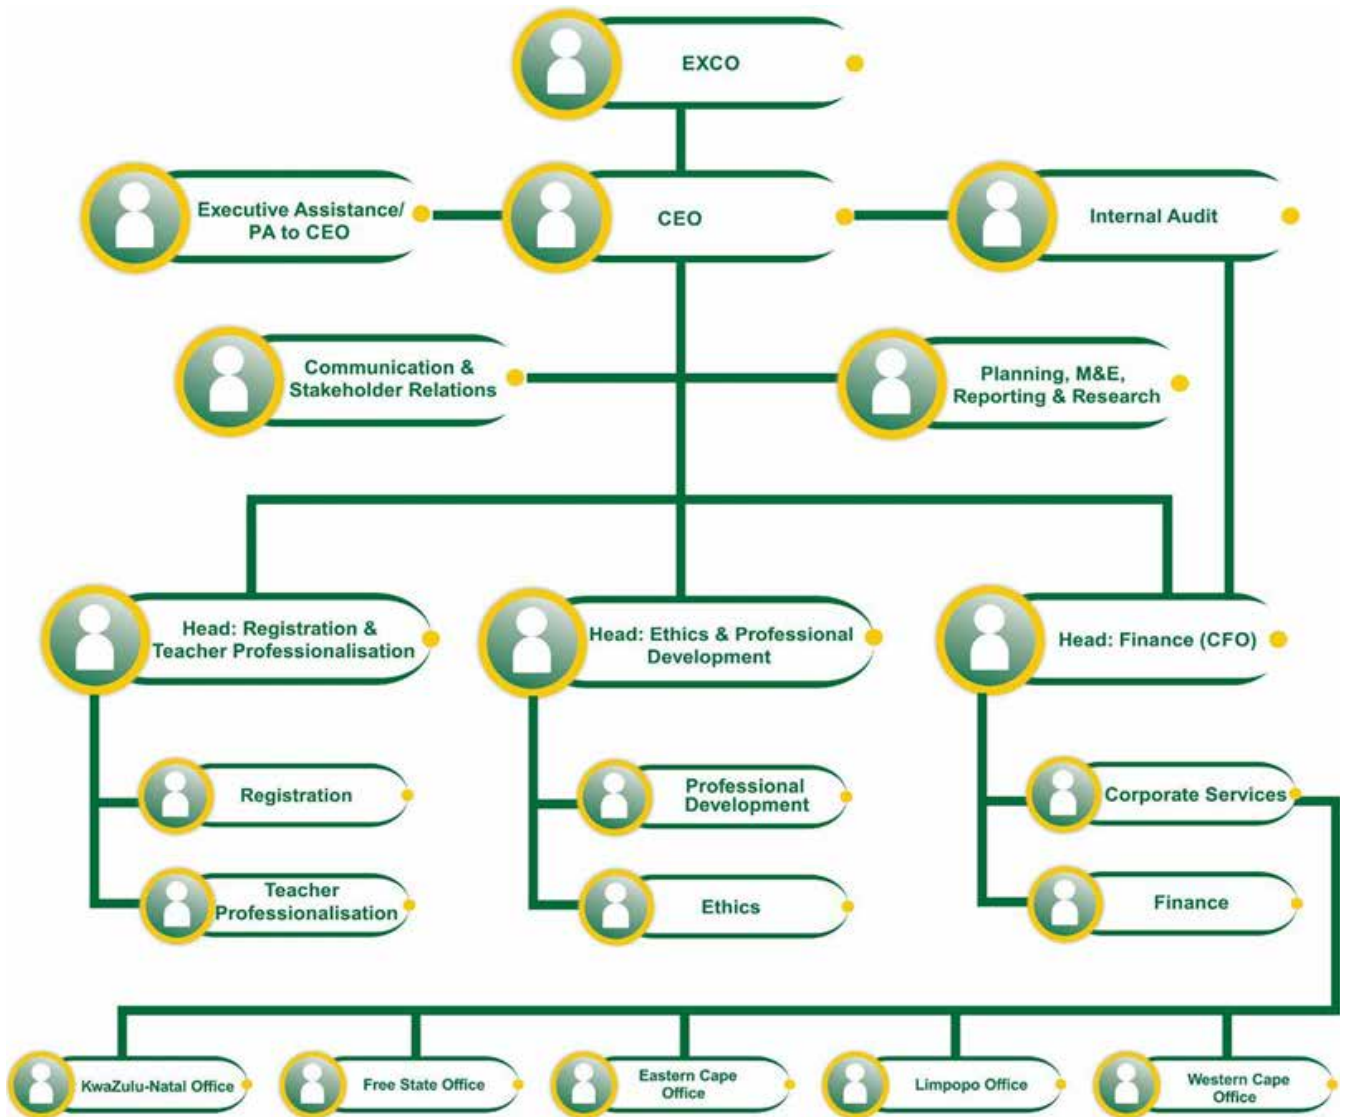 EXCO
Executive Assistance/
PA to CEO
CEO
Internal Audit
Communication &
Stakeholder Relations
Planning, M&E,
Reporting & Research
Head: Registration &
Teacher Professionalisation
Head: Ethics & Professional
Development
Head: Finance (CFO)
Registration
Professional
Development
Corporate Services
Teacher
Professionalisation
Ethics
Finance
KwaZulu-Natal Office
Free State Office
Eastern Cape
Office
Limpopo Office
Western Cape
Office